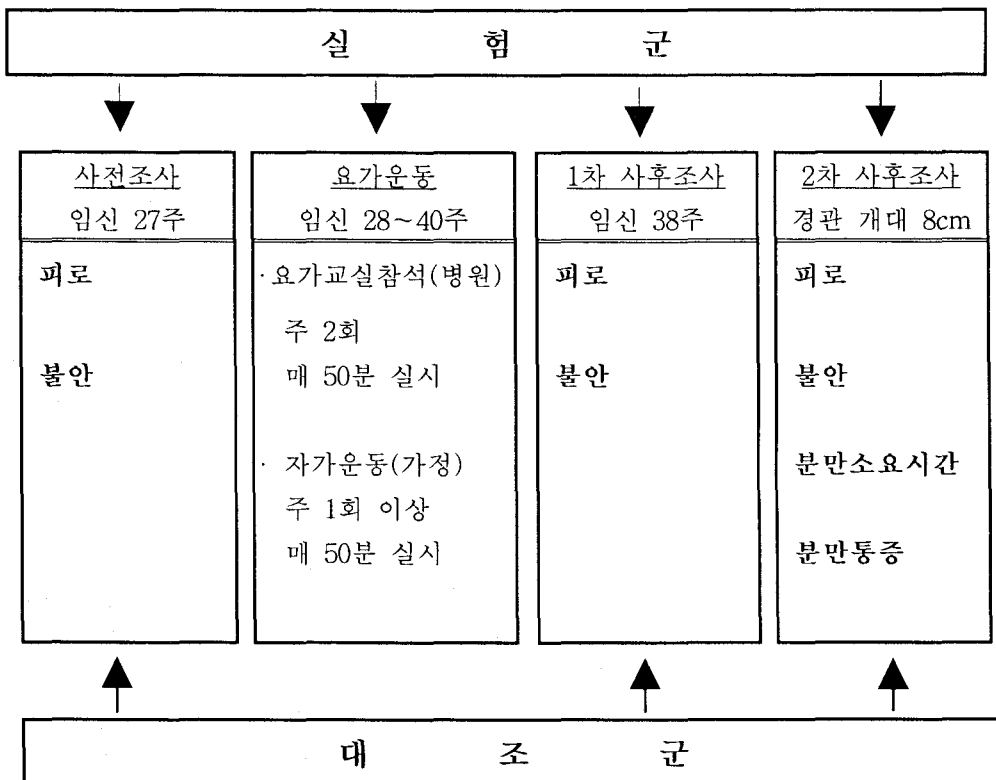 실 험 군
사전조사
임신 27주
피로
불안
요가운동
임신 28~40주
· 요가교실참석(병원)
주 2회
매 50분 실시
· 자가운동(가정)
주 1회 이상
매 50분 실시
1차 사후조사
임신 38주
피로
불안
2차 사후조사
경관 개대 8cm
피로
불안
분만소요시간
분만통증
대 조 군